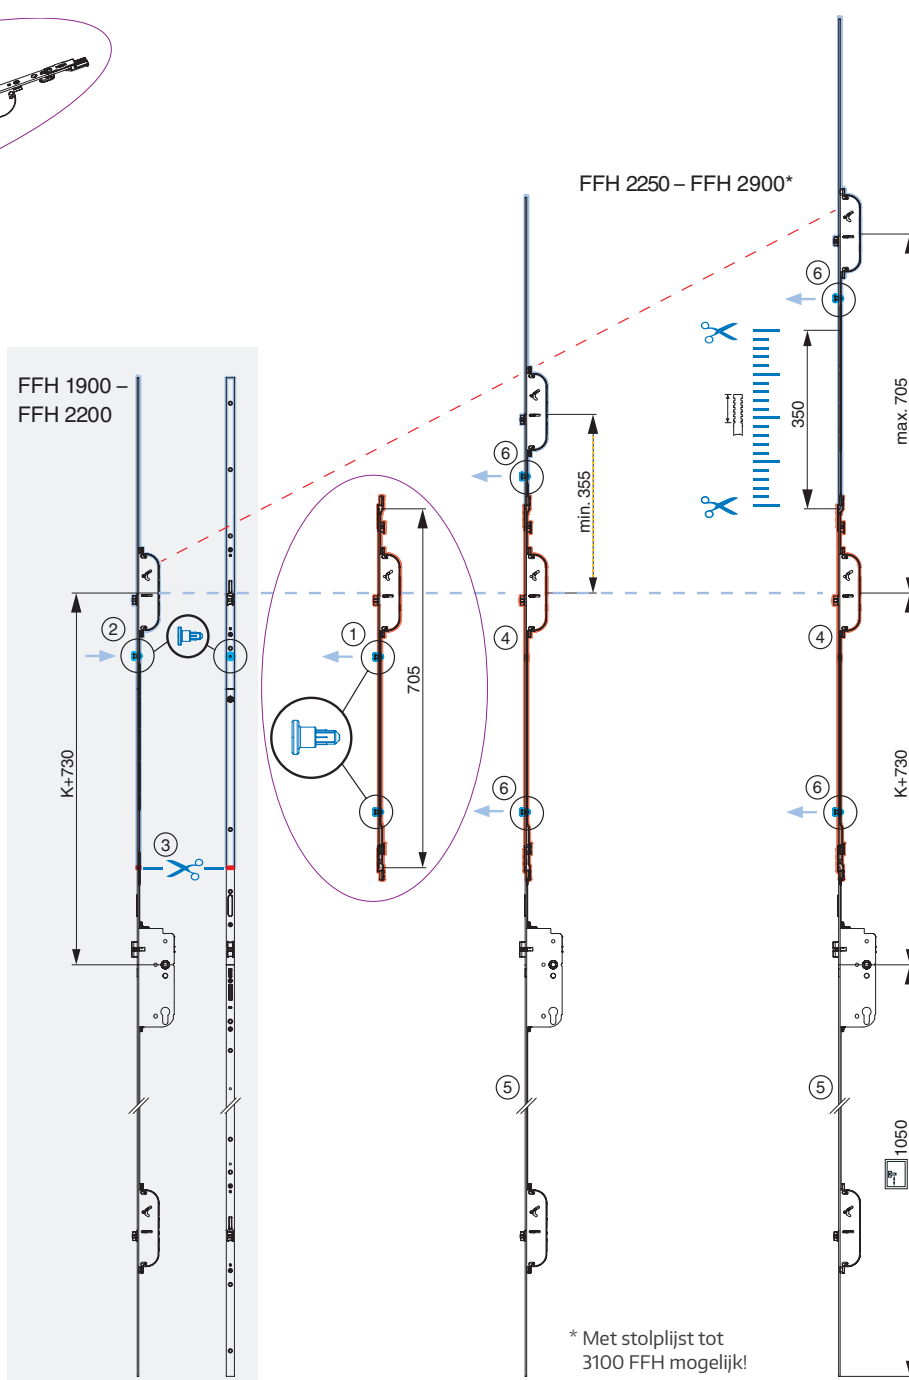 FFH 2250 – FFH 2900*
6
max. 705
350
FFH 1900 –
FFH 2200
6
min. 355
2
1
4
4
705
K+730
K+730
6
6
3
5
5
1050
* Met stolplijst tot
3100 FFH mogelijk!